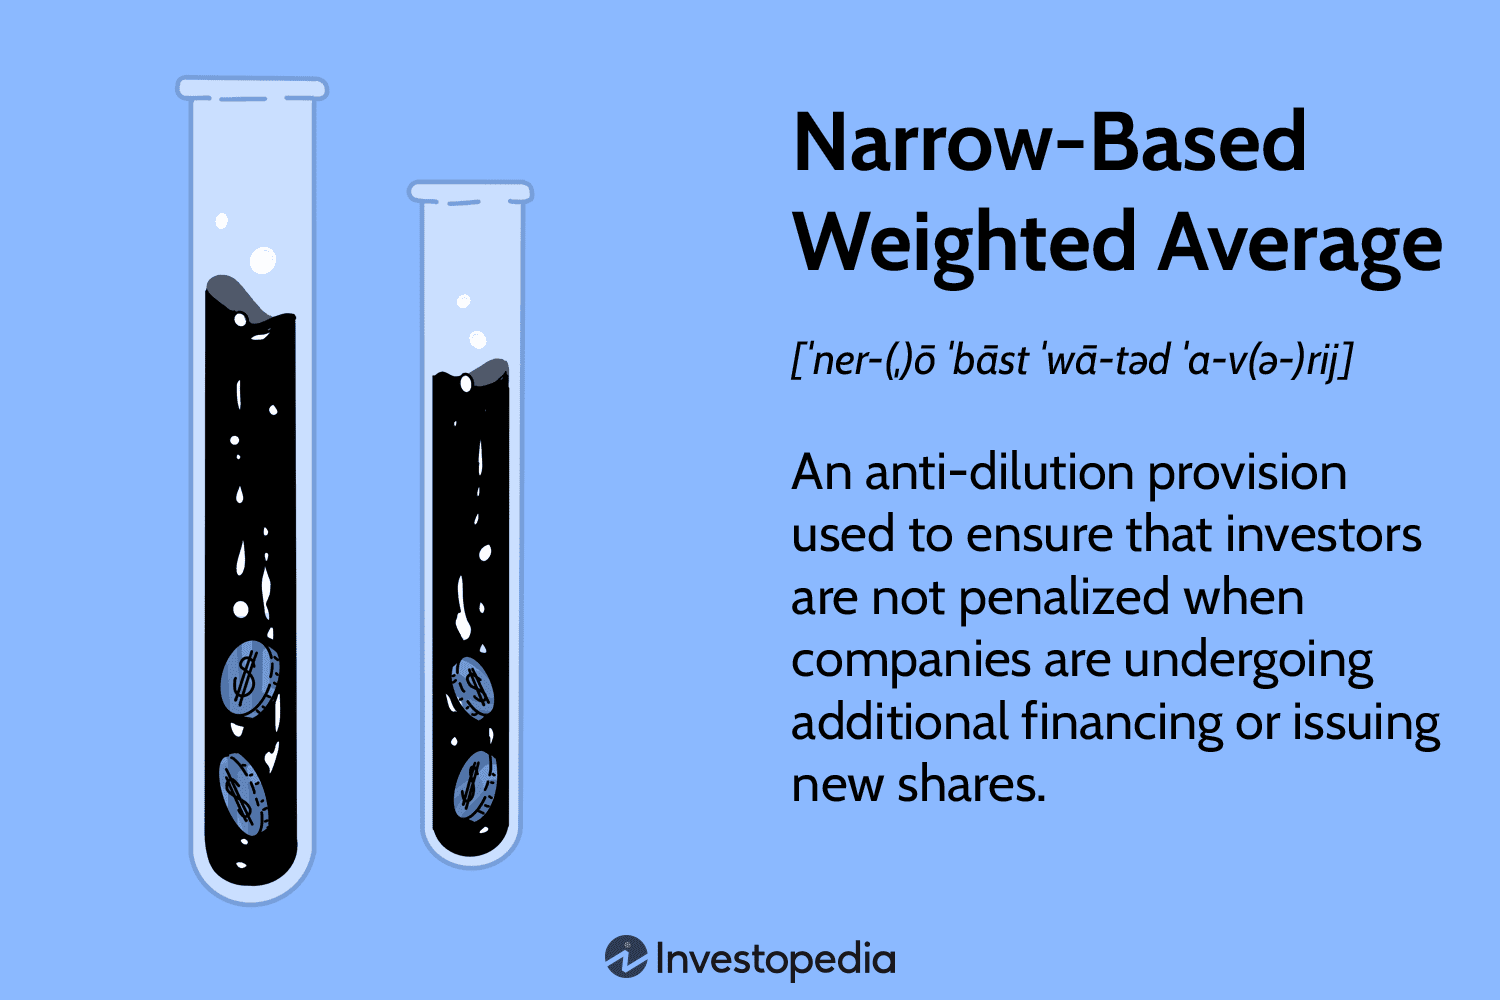 Narrow-Based
Weighted Average
[ˈner-(ˌ)ō ˈbāst ˈwā-təd ˈa-v(ə-)rij]
An anti-dilution provision
used to ensure that investors
are not penalized when
companies are undergoing
additional financing or issuing
new shares.
$
$
$
$
Investopedia